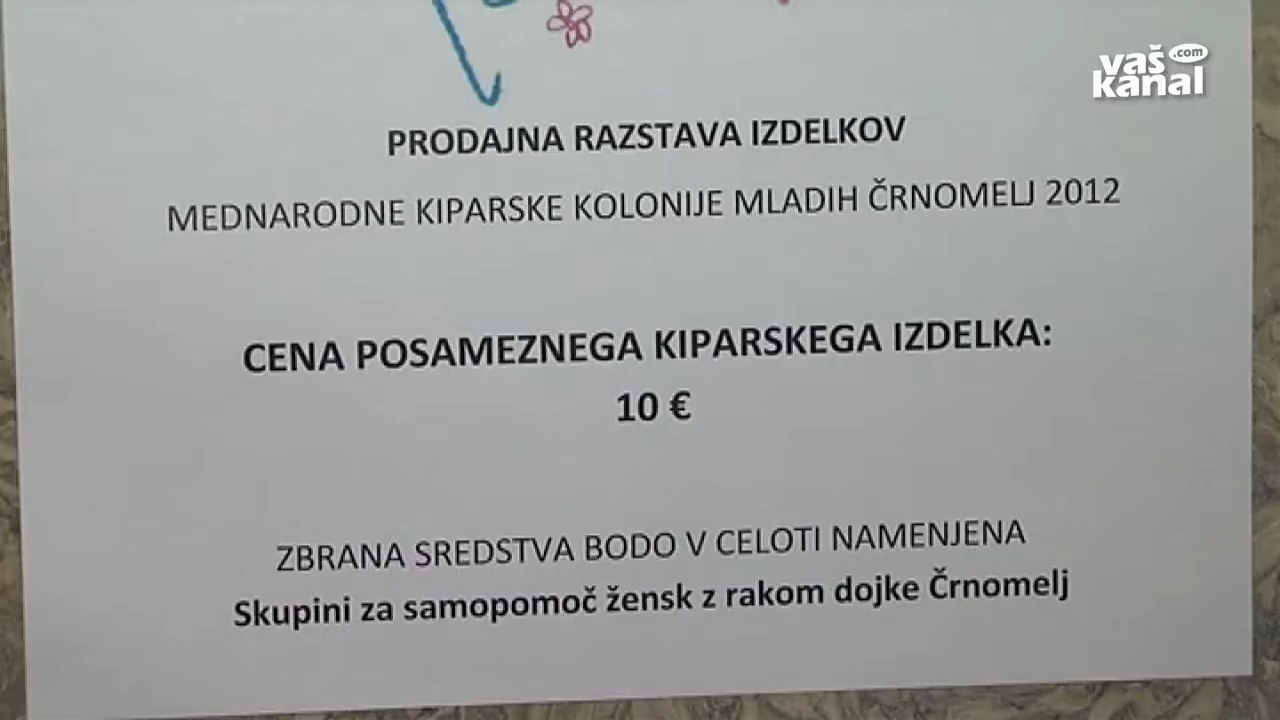 vaš .com
kanal
PRODAJNA RAZSTAVA IZDELKOV
MEDNARODNE KIPARSKE KOLONIJE MLADIH ČRNOMELJ 2012
CENA POSAMEZNEGA KIPARSKEGA IZDELKA:
10 €
ZBRANA SREDSTVA BODO V CELOTI NAMENJENA
Skupini za samopomoč žensk z rakom dojke Črnomelj